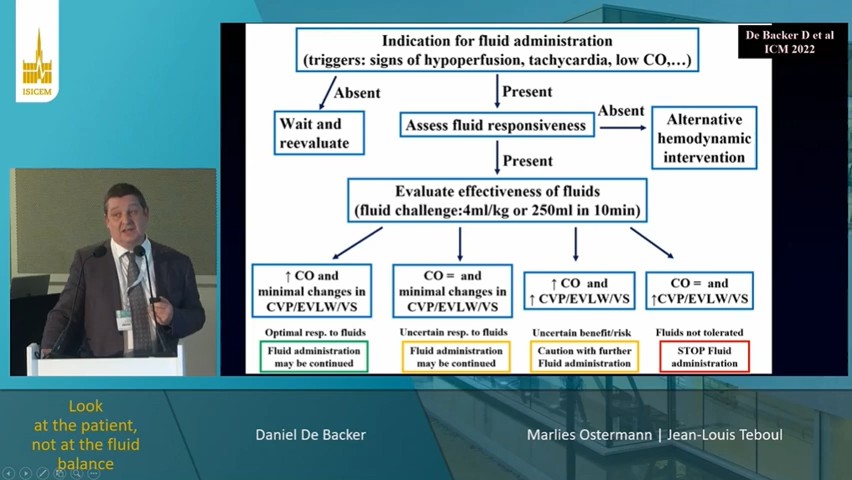 ISICEM
De Backer D et al
ICM 2022
Indication for fluid administration
(triggers: signs of hypoperfusion, tachycardia, low CO,…)
Absent
Present
Wait and
reevaluate
Assess fluid responsiveness
Absent
Alternative
hemodynamic
intervention
Present
Evaluate effectiveness of fluids
(fluid challenge:4ml/kg or 250ml in 10min)
↑ CO and
minimal changes in
CVP/EVLW/VS
CO = and
minimal changes in
CVP/EVLW/VS
↑ CO and
↑ CVP/EVLW/VS
CO = and
↑CVP/EVLW/VS
Optimal resp. to fluids
Uncertain resp. to fluids
Uncertain benefit/risk
Fluids not tolerated
Fluid administration
may be continued
Fluid administration
may be continued
Caution with further
Fluid administration
STOP Fluid
administration
Look
at the patient,
not at the fluid
balance
Daniel De Backer
Marlies Ostermann | Jean-Louis Teboul